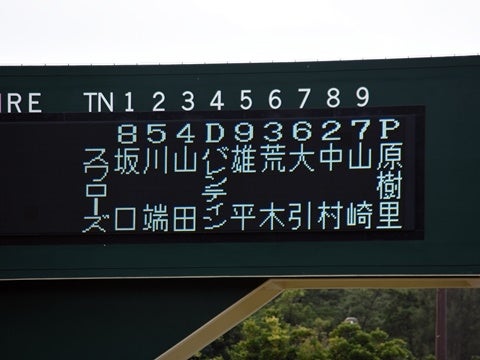 IRE TN 1 2 3 4 5 6 7 8 9
8 5 4 D 9 3 6 2 7 P
スワローズ
坂口
川端
山田
バレンティン
雄平
荒木
大引
中村
山崎
原樹里